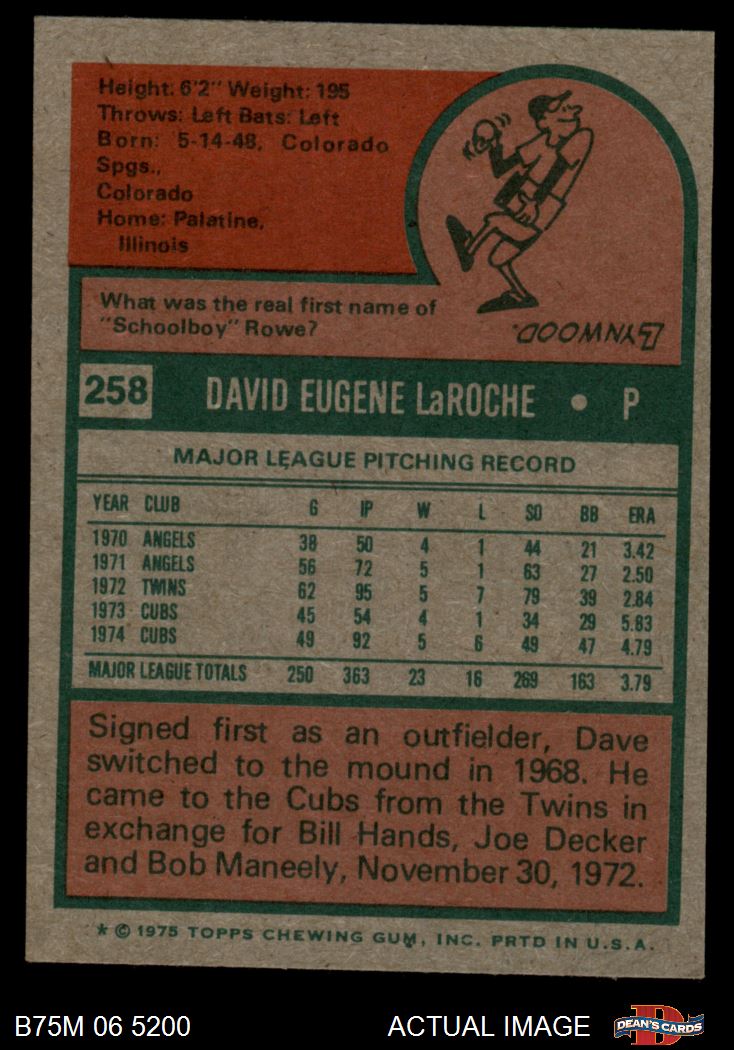 Height: 6'2" Weight: 195
Throws: Left Bats: Left
Born: 5-14-48, Colorado
Spgs.,
Colorado
Home: Palatine,
Illinois
What was the real first name of
"Schoolboy" Rowe?
LYNWOOD.
258 DAVID EUGENE LaROCHE • P
MAJOR LEAGUE PITCHING RECORD
YEAR CLUB G IP W L SO BB ERA
1970 ANGELS 38 50 4 1 44 21 3.42
1971 ANGELS 56 72 5 1 63 27 2.50
1972 TWINS 62 95 5 7 79 39 2.84
1973 CUBS 45 54 4 1 34 29 5.83
1974 CUBS 49 92 5 6 49 47 4.79
MAJOR LEAGUE TOTALS 250 363 23 16 269 163 3.79
Signed first as an outfielder, Dave
switched to the mound in 1968. He
came to the Cubs from the Twins in
exchange for Bill Hands, Joe Decker
and Bob Maneely, November 30, 1972.
* © 1975 TOPPS CHEWING GUM, INC. PRTD IN U.S.A.
B75M 06 5200 ACTUAL IMAGE DEAN'S CARDS